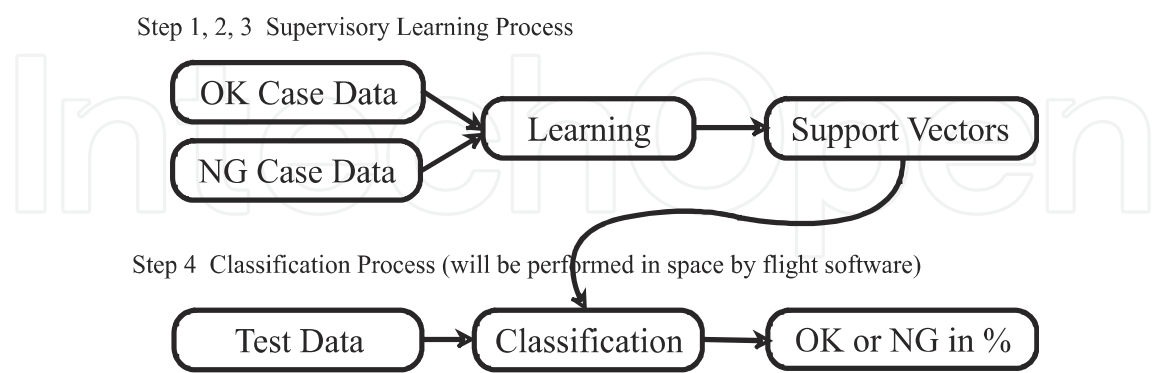 Step 1, 2, 3 Supervisory Learning Process
OK Case Data
NG Case Data
Learning
Support Vectors
Step 4 Classification Process (will be performed in space by flight software)
Test Data
Classification
OK or NG in %
IntechOpen